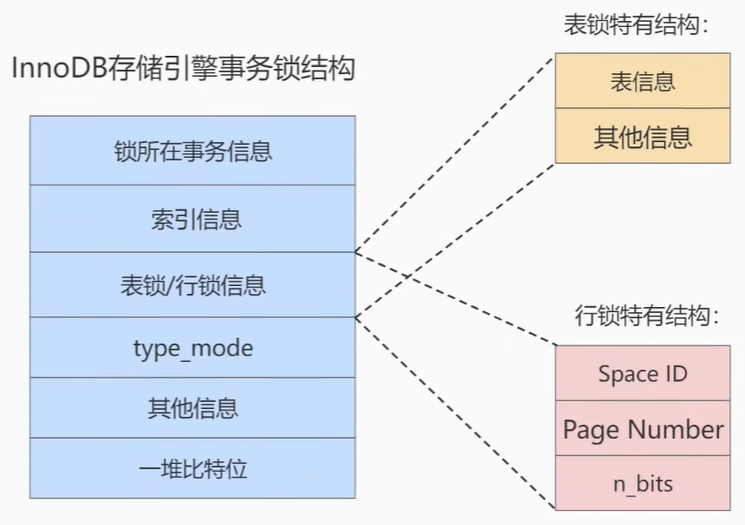 InnoDB存储引擎事务锁结构
锁所在事务信息
索引信息
表锁/行锁信息
type_mode
其他信息
一堆比特位
表锁特有结构：
表信息
其他信息
行锁特有结构：
Space ID
Page Number
n_bits